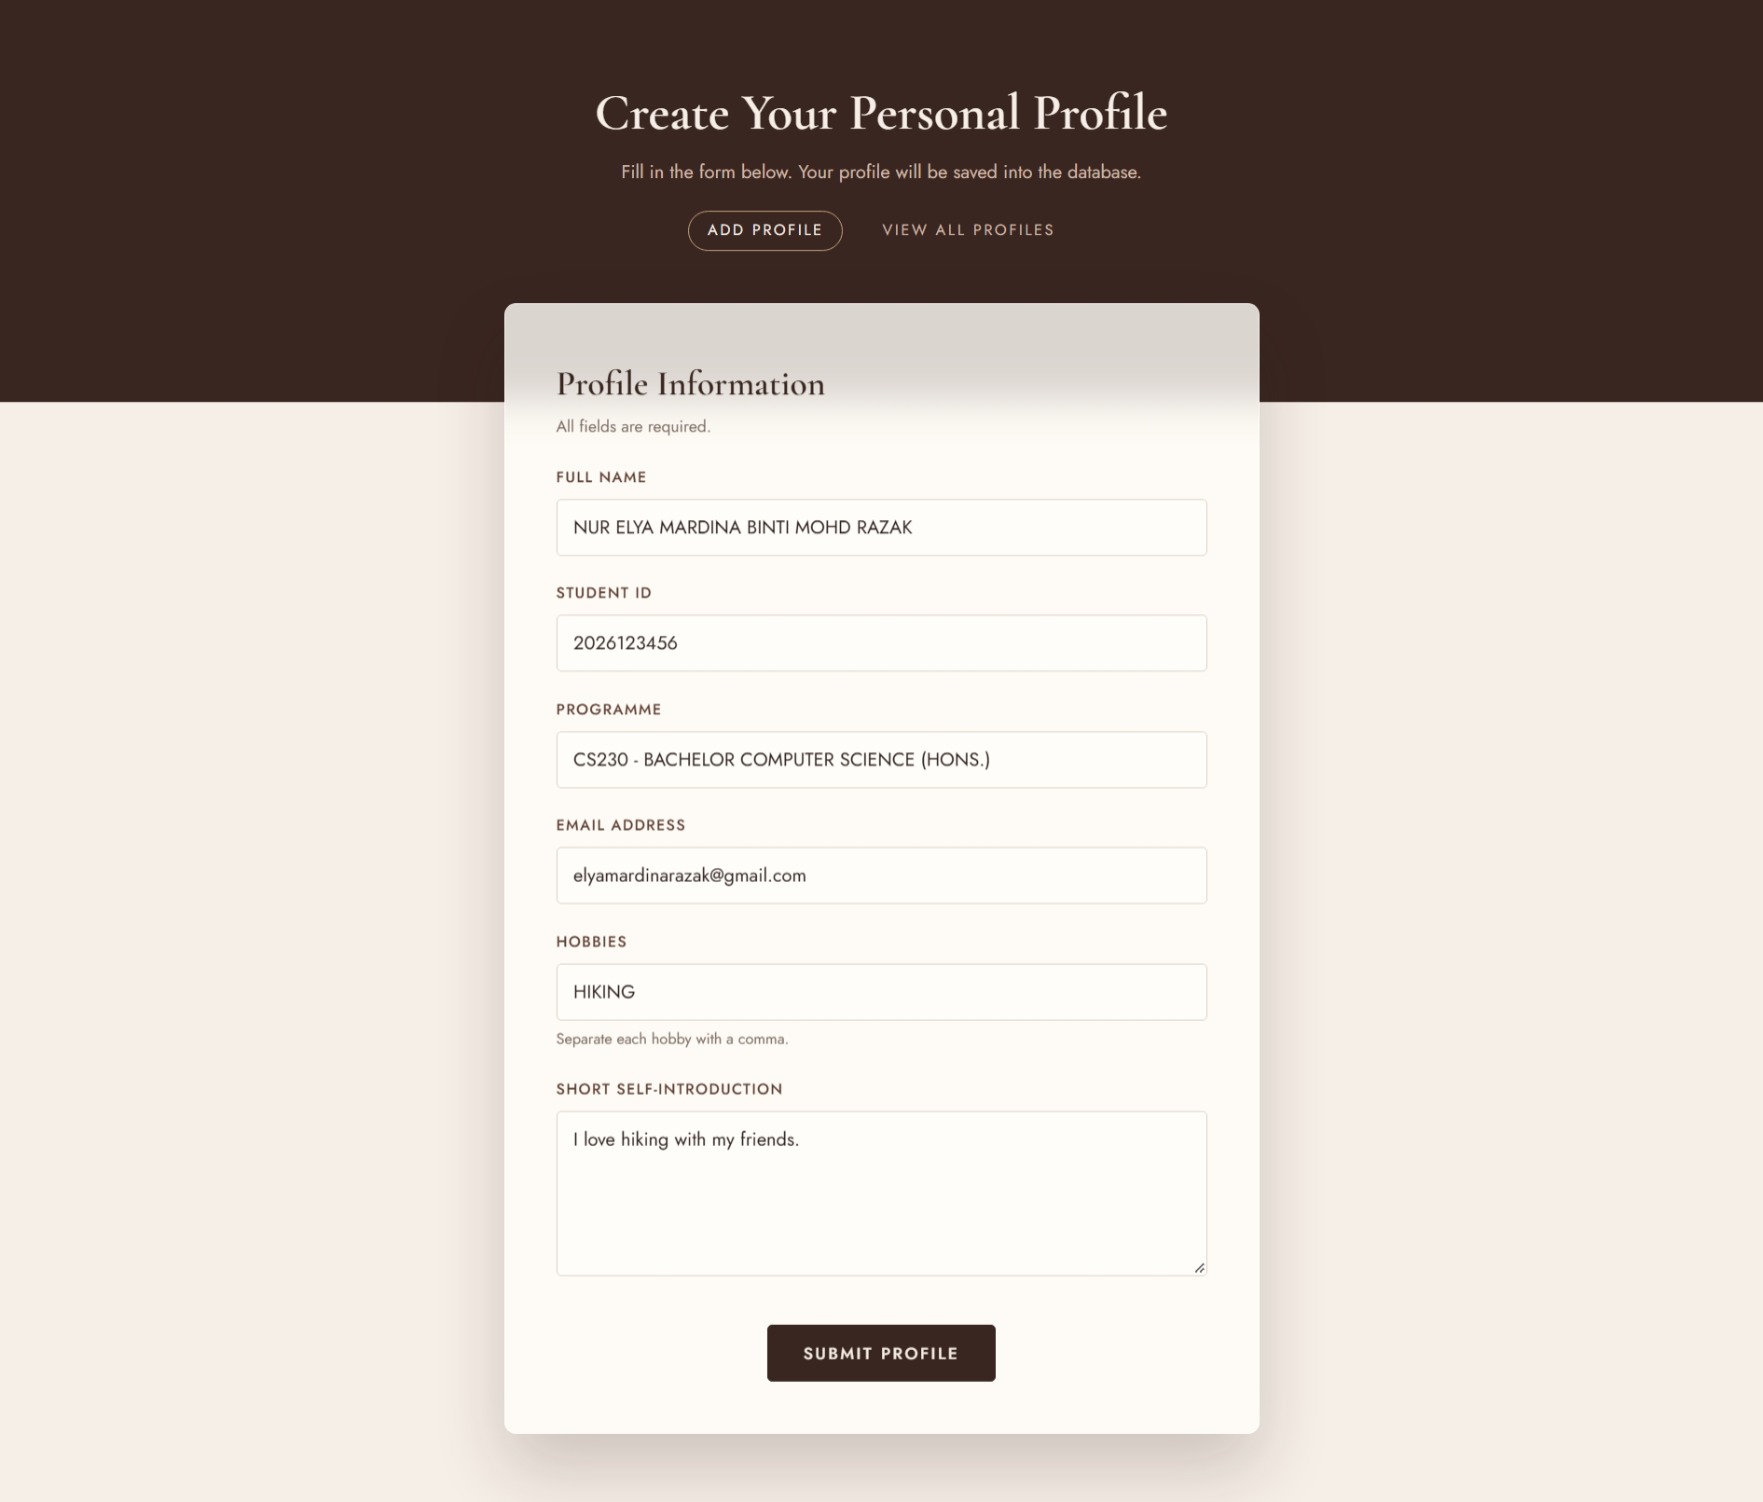 Create Your Personal Profile
Fill in the form below. Your profile will be saved into the database.
ADD PROFILE VIEW ALL PROFILES
Profile Information
All fields are required.
FULL NAME
NUR ELYA MARDINA BINTI MOHD RAZAK
STUDENT ID
2026123456
PROGRAMME
CS230 - BACHELOR COMPUTER SCIENCE (HONS.)
EMAIL ADDRESS
elyamardinarazak@gmail.com
HOBBIES
HIKING
Separate each hobby with a comma.
SHORT SELF-INTRODUCTION
I love hiking with my friends.
SUBMIT PROFILE